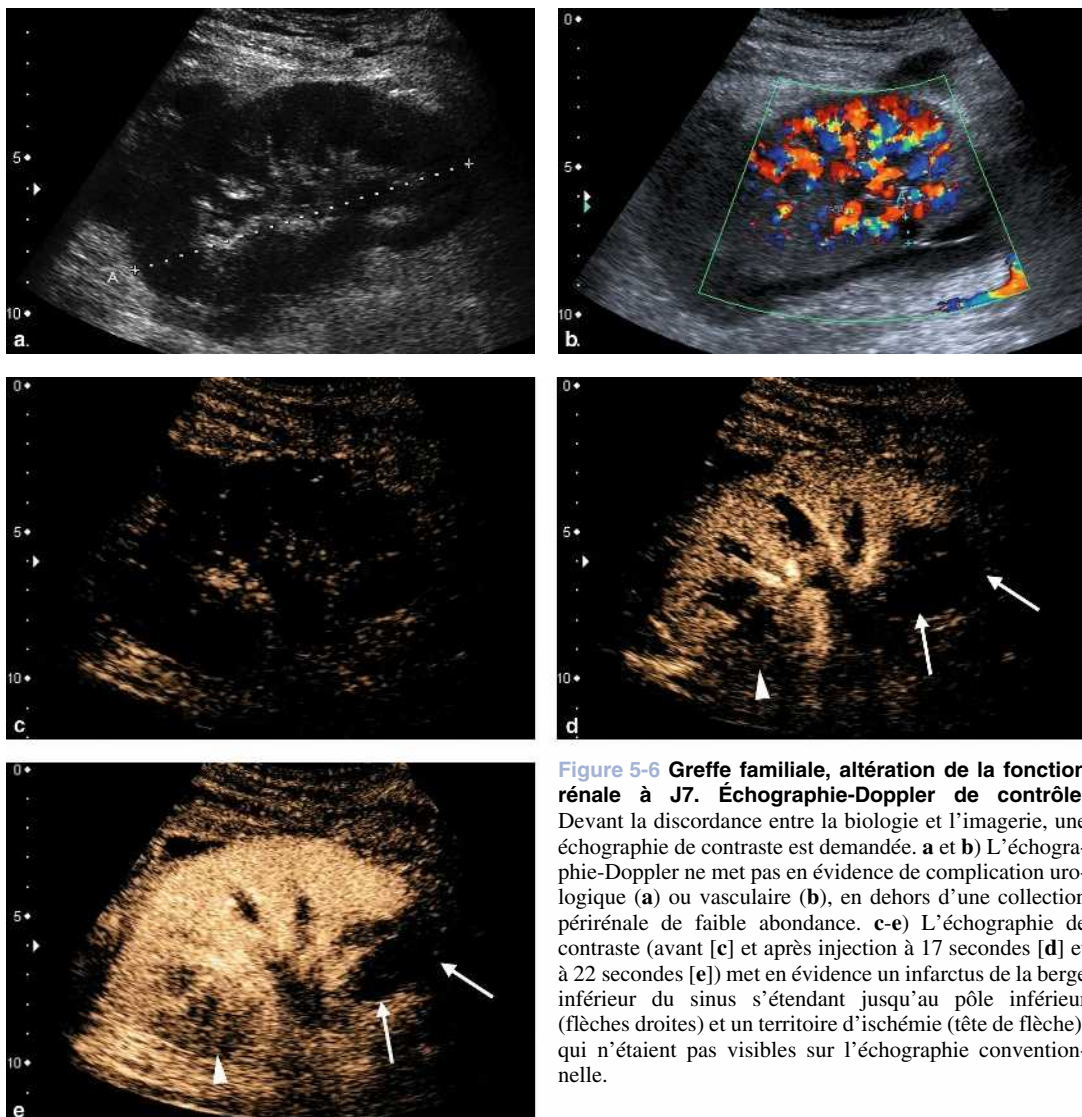 0
5
A
10
a.
0
5
10
b.
0
5
10
c
0
5
10
d
0
5
10
e
Figure 5-6 Greffe familiale, altération de la fonction
rénale à J7. Échographie-Doppler de contrôle
Devant la discordance entre la biologie et l'imagerie, une
échographie de contraste est demandée. a et b) L'échogra-
phie-Doppler ne met pas en évidence de complication uro-
logique (a) ou vasculaire (b), en dehors d'une collection
périrénale de faible abondance. c-e) L'échographie de
contraste (avant [c] et après injection à 17 secondes [d] et
à 22 secondes [e]) met en évidence un infarctus de la berge
inférieur du sinus s'étendant jusqu'au pôle inférieur
(flèches droites) et un territoire d'ischémie (tête de flèche)
qui n'étaient pas visibles sur l'échographie convention-
nelle.